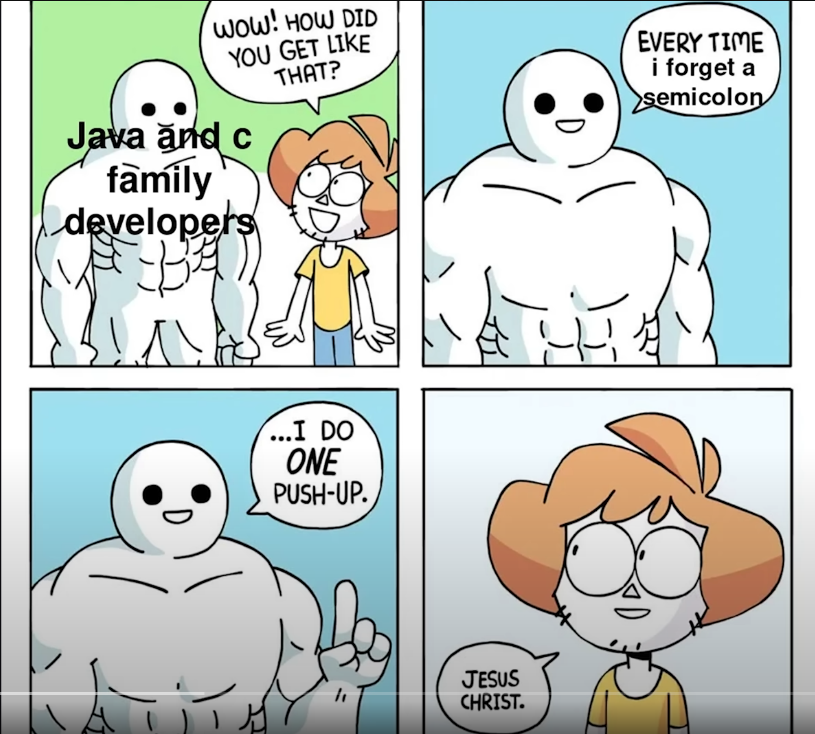 WOW! HOW DID
YOU GET LIKE
THAT?
Java and c
family
developers
EVERY TIME
i forget a
semicolon
...I DO
ONE
PUSH-UP.
JESUS
CHRIST.